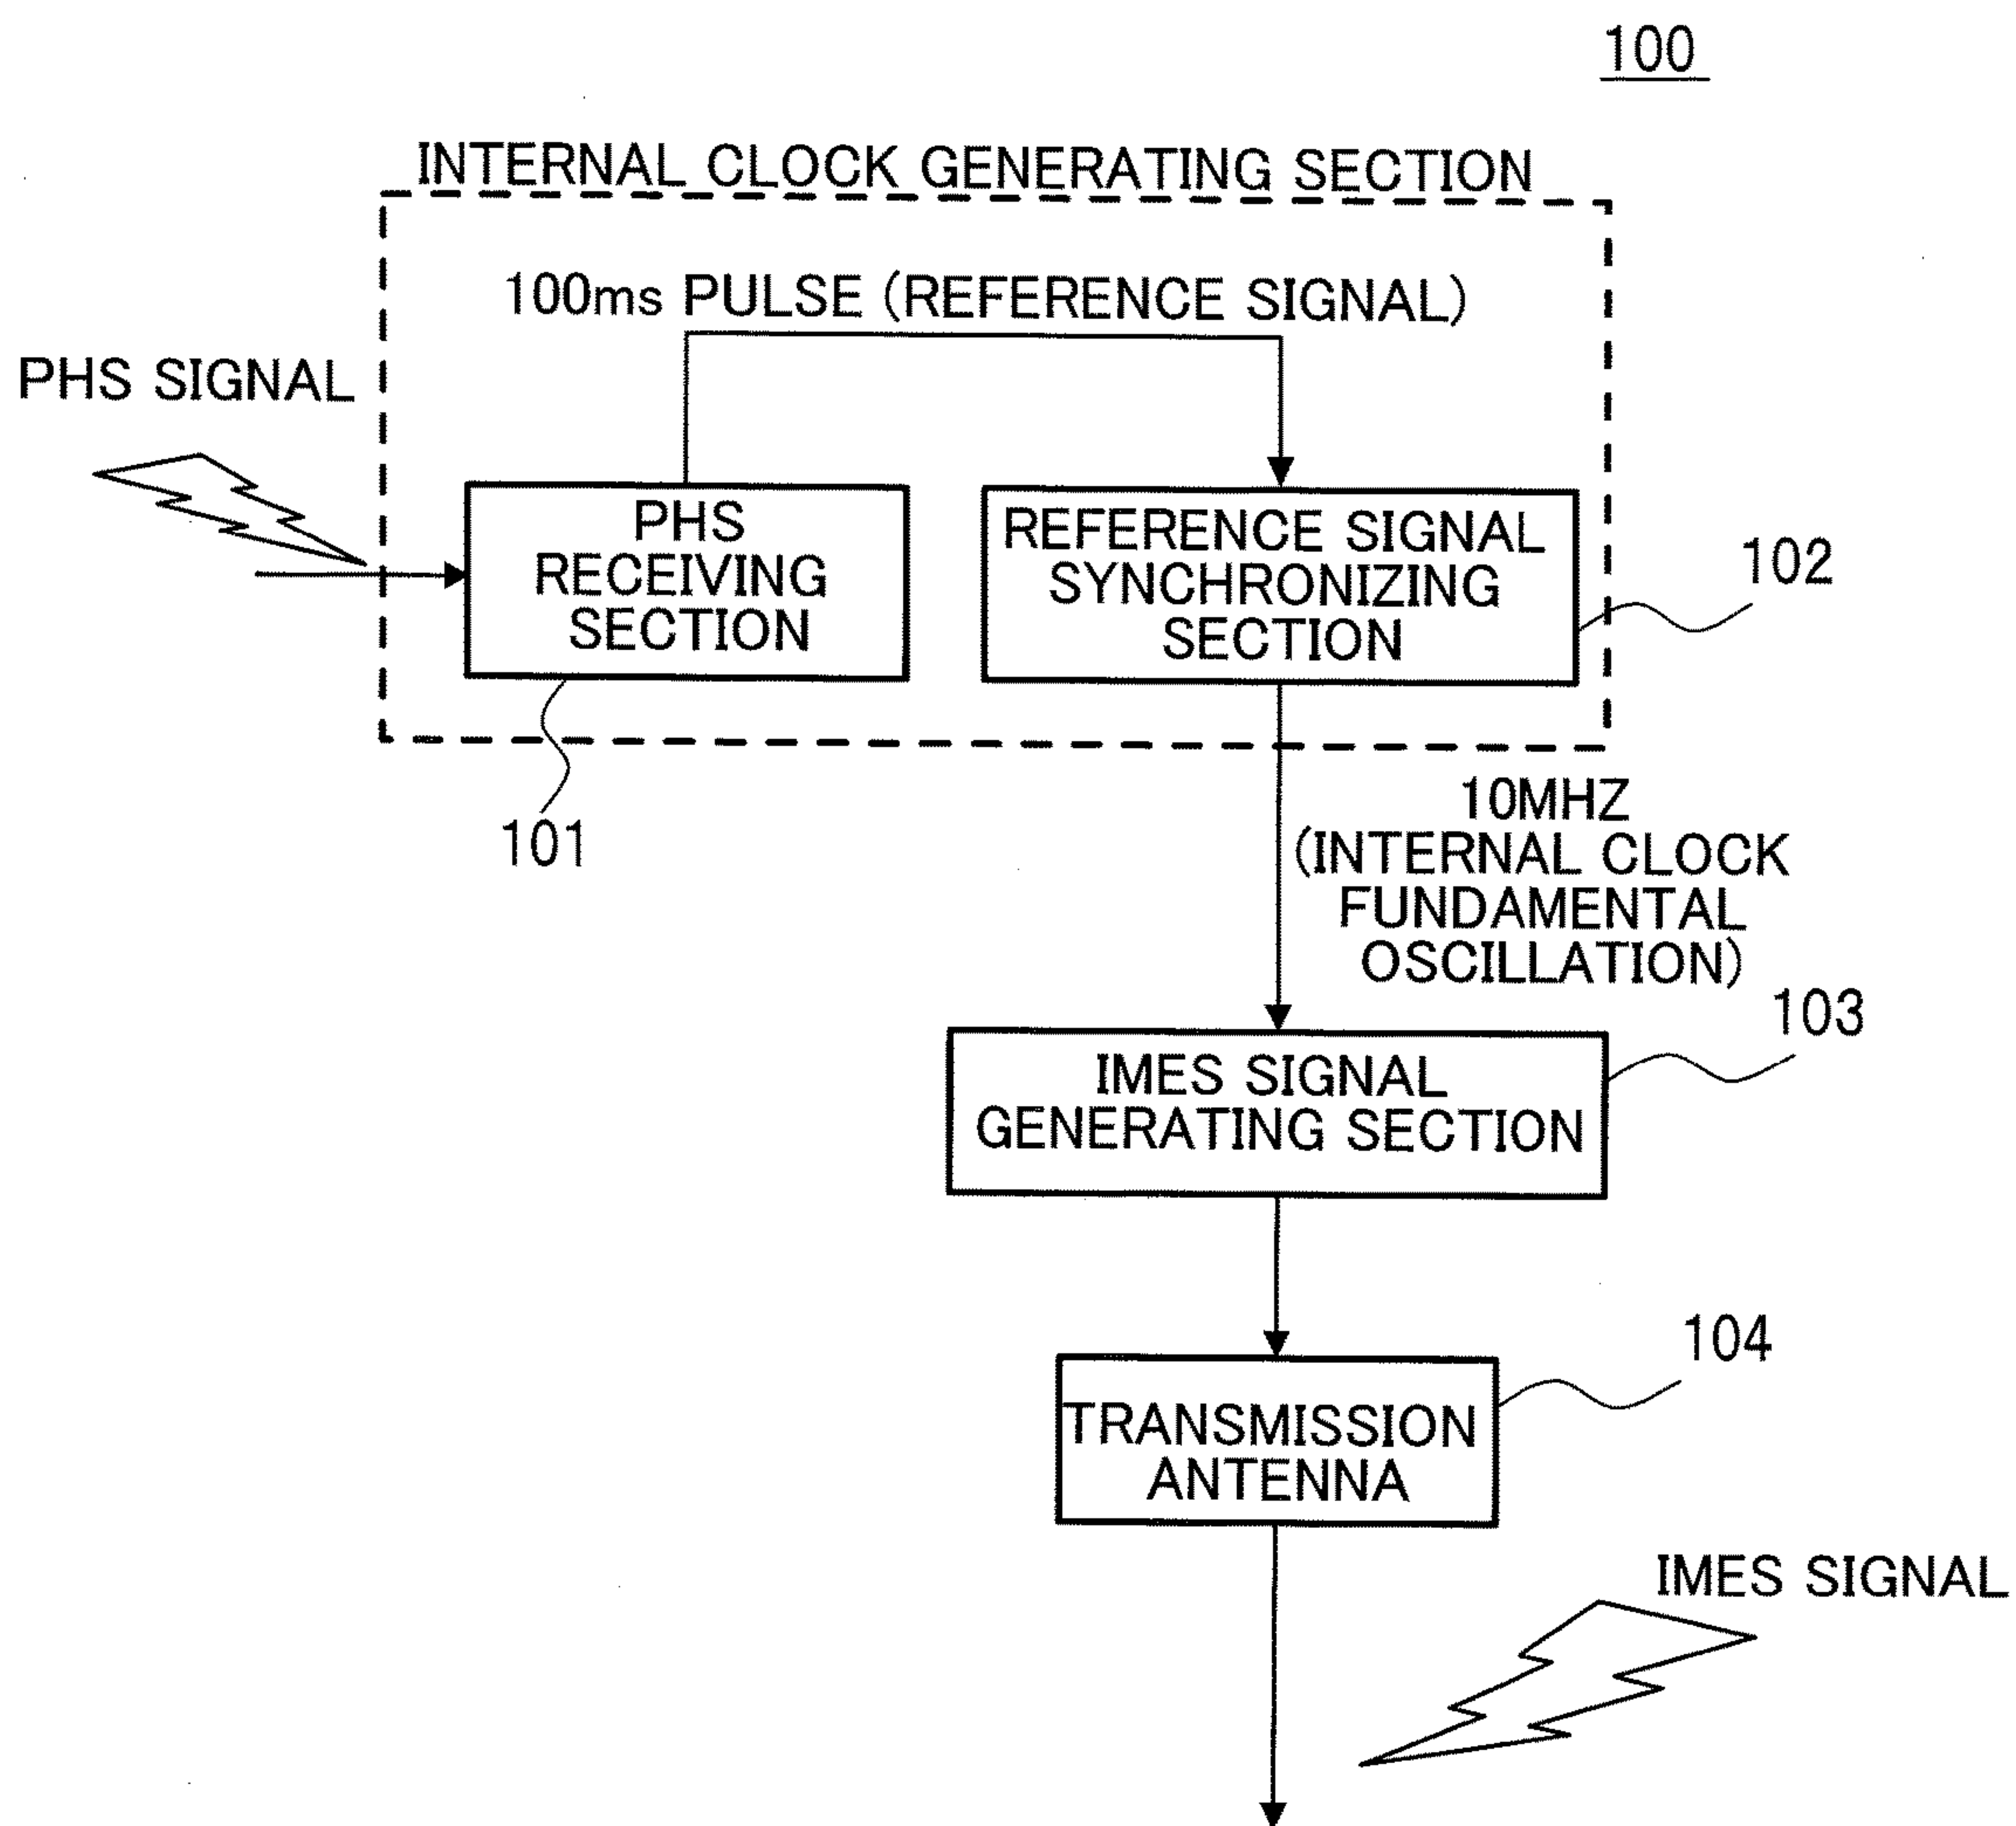 100
INTERNAL CLOCK GENERATING SECTION
100ms PULSE (REFERENCE SIGNAL)
PHS SIGNAL
PHS
RECEIVING
SECTION
REFERENCE SIGNAL
SYNCHRONIZING
SECTION
102
101
10MHZ
(INTERNAL CLOCK
FUNDAMENTAL
OSCILLATION)
103
IMES SIGNAL
GENERATING SECTION
104
TRANSMISSION
ANTENNA
IMES SIGNAL